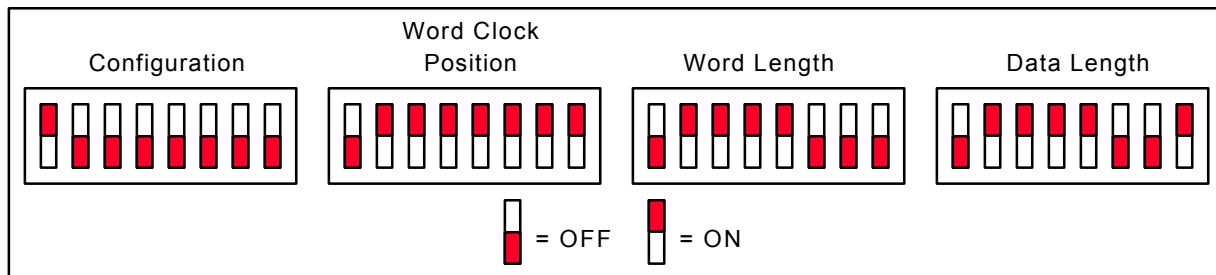 Configuration
Word Clock
Position
Word Length
Data Length
= OFF
= ON